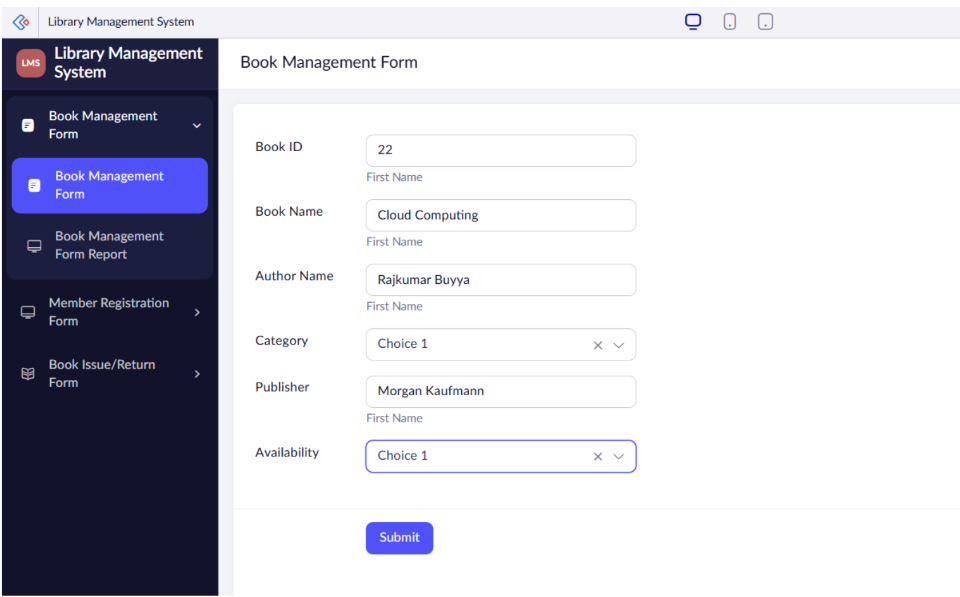 Library Management System
LMS
Library Management
System
Book Management Form
Book Management
Form
Book Management
Form
Book Management
Form Report
Member Registration
Form
Book Issue/Return
Form
Book ID
22
First Name
Book Name
Cloud Computing
First Name
Author Name
Rajkumar Buyya
First Name
Category
Choice 1
Publisher
Morgan Kaufmann
First Name
Availability
Choice 1
Submit